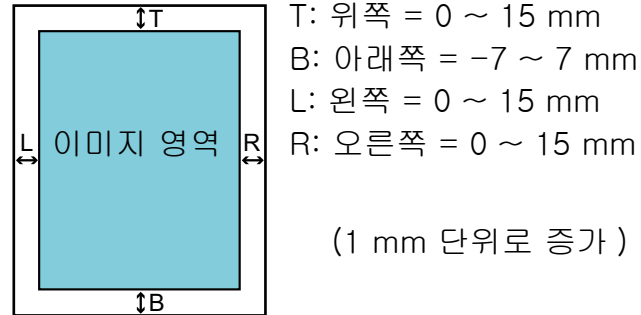 T
L
이미지 영역
R
B
T: 위쪽 = 0 ~ 15 mm
B: 아래쪽 = -7 ~ 7 mm
L: 왼쪽 = 0 ~ 15 mm
R: 오른쪽 = 0 ~ 15 mm
(1 mm 단위로 증가 )